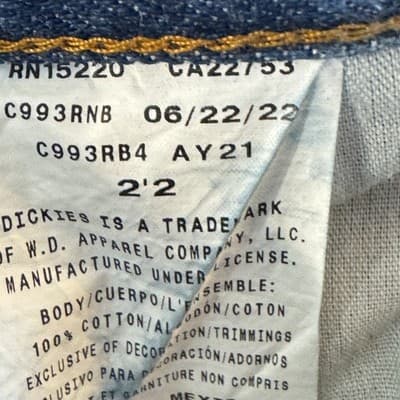 RN15220 CA22753
C993RNB 06/22/22
C993RB4 AY21
2'2
DICKIES IS A TRADEMARK
OF W.D. APPAREL COMPANY, LLC.
MANUFACTURED UNDER LICENSE.
BODY/CUERPO/L'ENSEMBLE:
100% COTTON/ALGODÓN/COTON
EXCLUSIVE OF DECORATION/TRIMMINGS
EXCLUSIVO PARA DECORACIÓN/ADORNOS
ET GARNITURE NON COMPRIS
MEXI